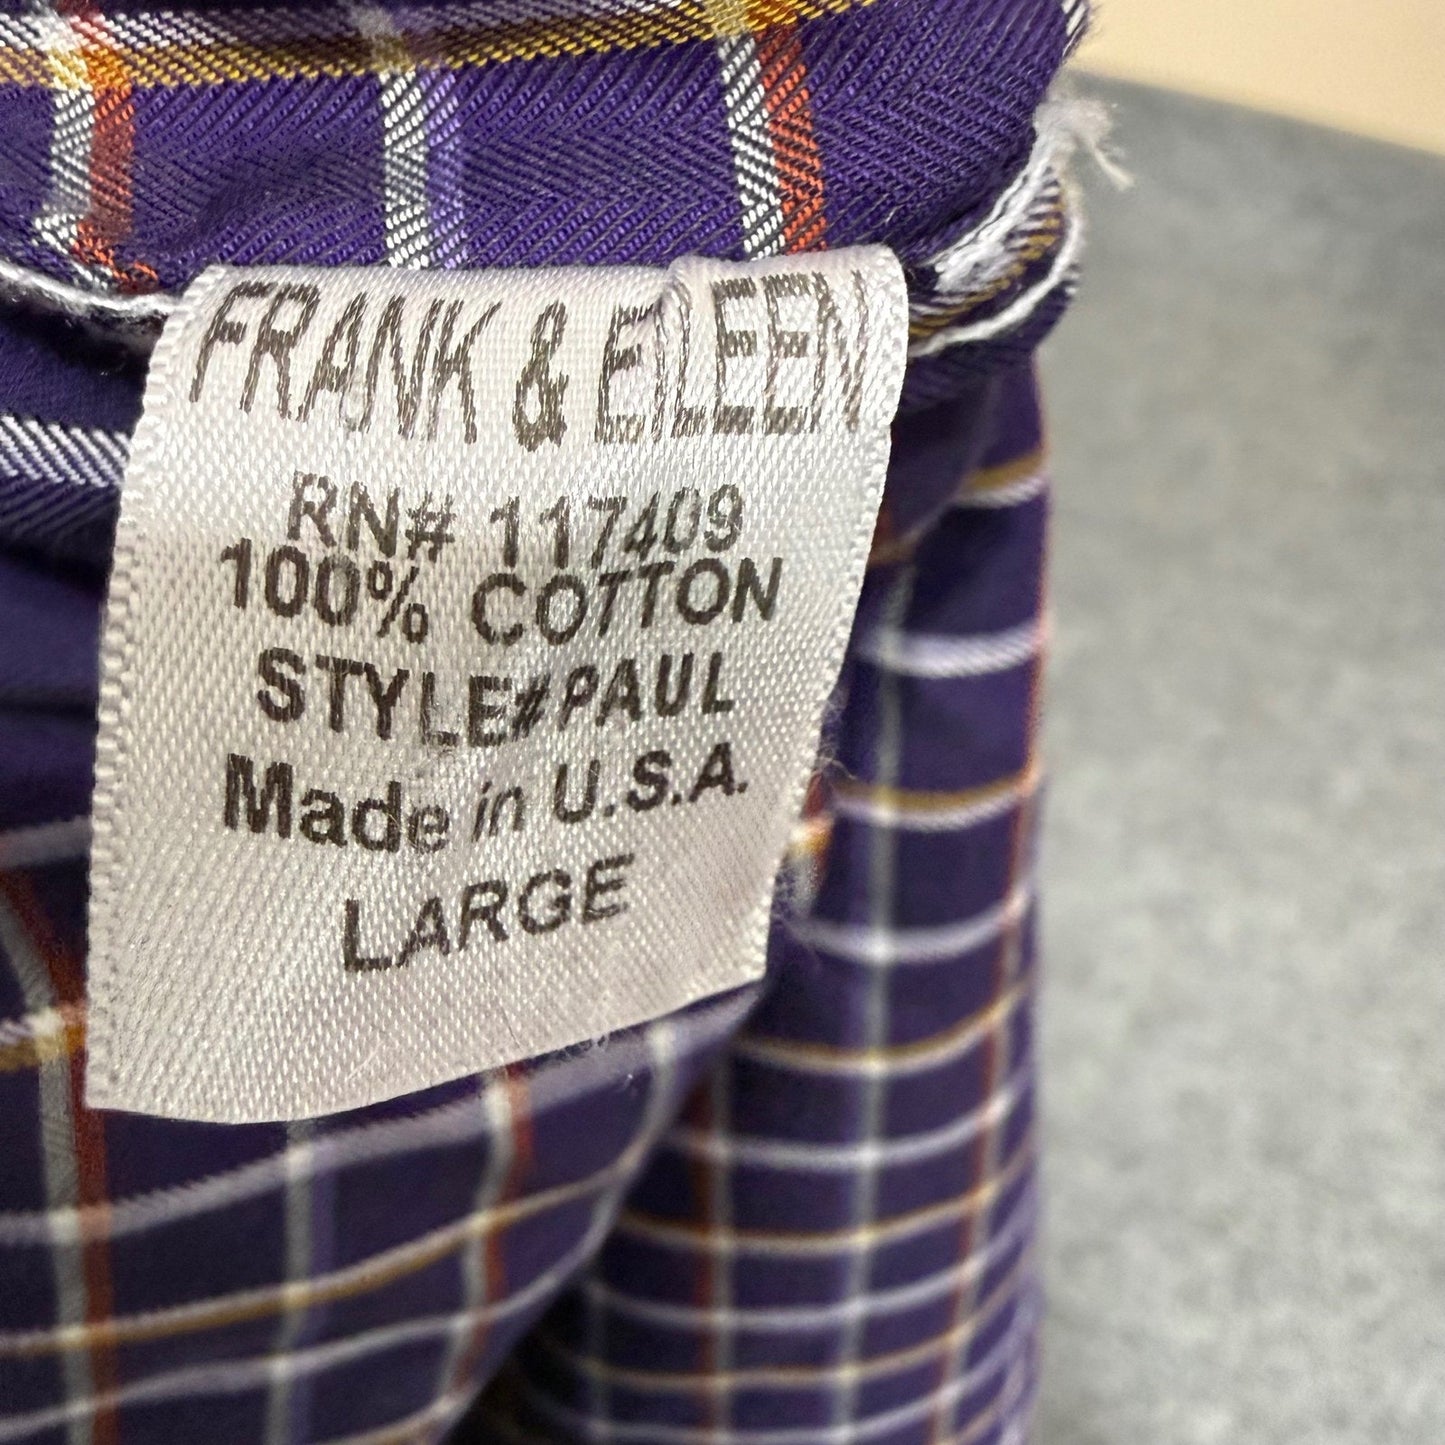 FRANK & EILEEN
RN# 117409
100% COTTON
STYLE#PAUL
Made in U.S.A.
LARGE